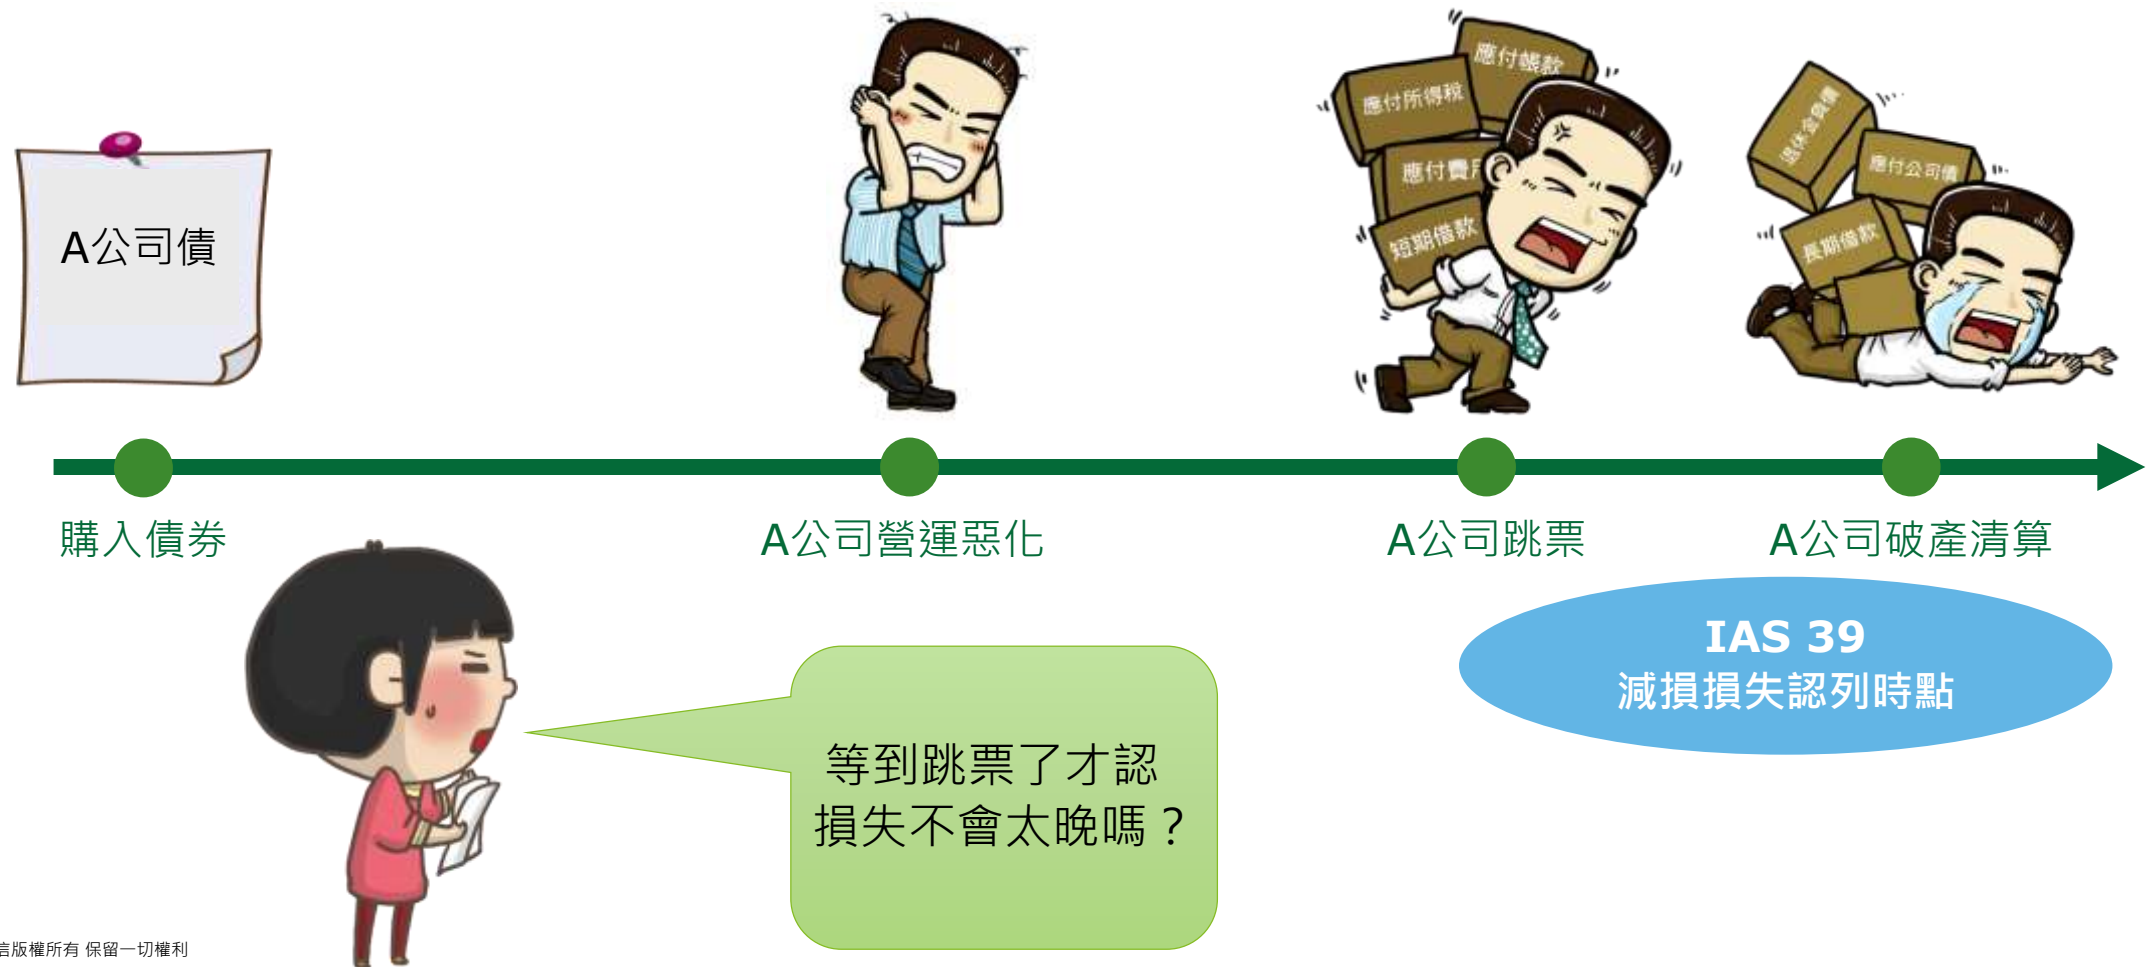 應付帳款
應付所得稅
應付費用
短期借款
退休金負債
應付公司債
長期借款
A公司債
購入債券
A公司營運惡化
A公司跳票
A公司破產清算
IAS 39
減損損失認列時點
等到跳票了才認
損失不會太晚嗎？
信版權所有 保留一切權利